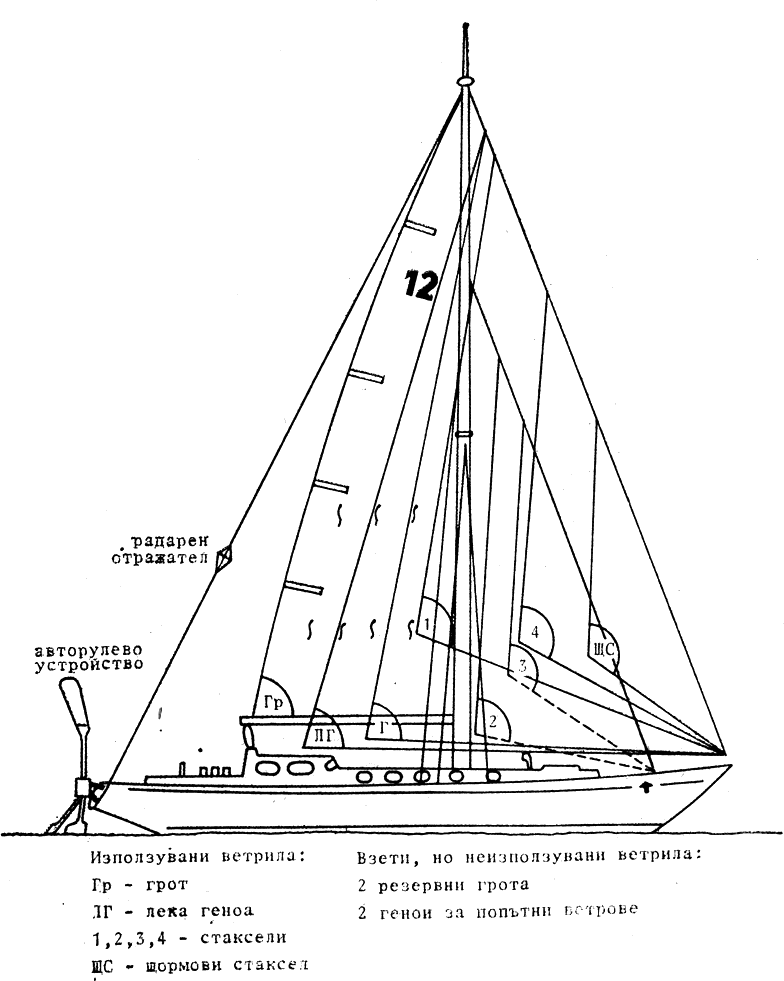 12
радарен
отражател
авторулево
устройство
1
4
ЩС
3
Гр
ЛГ
Г
2
Използувани ветрила:
Гр - грот
ЛГ - лека геноа
1,2,3,4 - стаксели
ЩС - щормови стаксел
Взети, но неизползувани ветрила:
2 резервни грота
2 генои за попътни ветрове